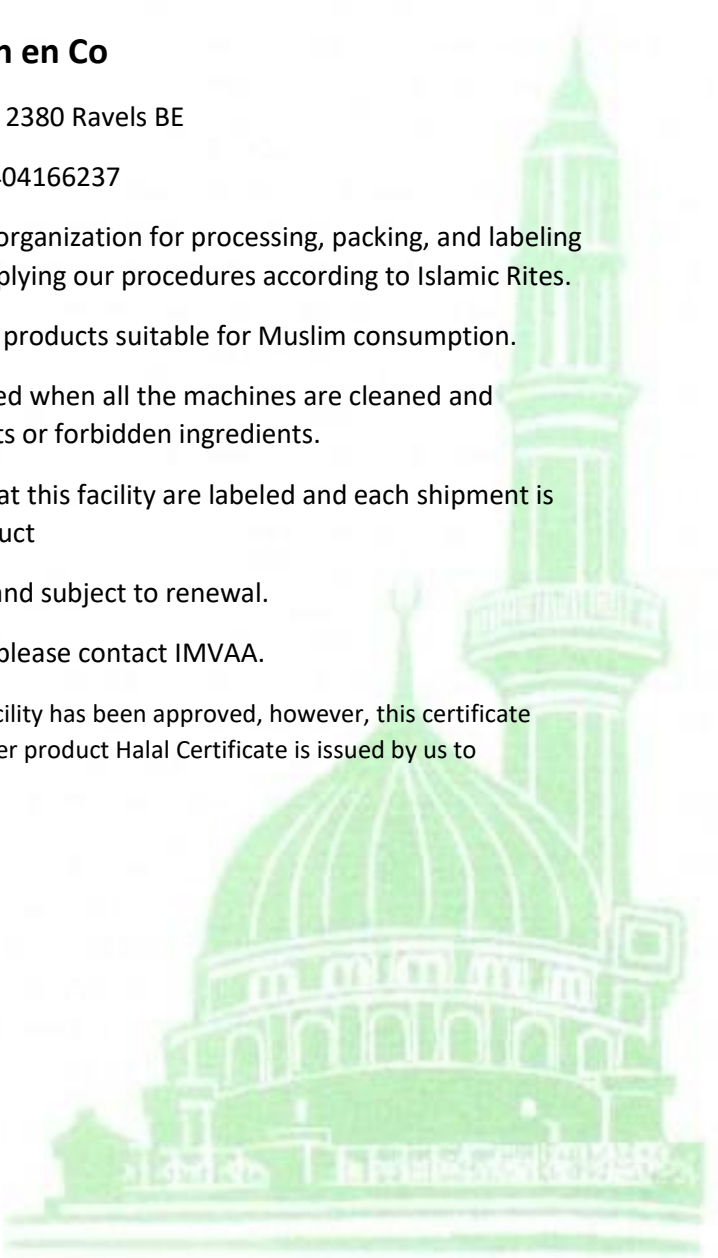 n en Co
2380 Ravels BE
404166237
organization for processing, packing, and labeling
plying our procedures according to Islamic Rites.
products suitable for Muslim consumption.
ed when all the machines are cleaned and
ts or forbidden ingredients.
at this facility are labeled and each shipment is
uct
and subject to renewal.
please contact IMVAA.
cility has been approved, however, this certificate
er product Halal Certificate is issued by us to